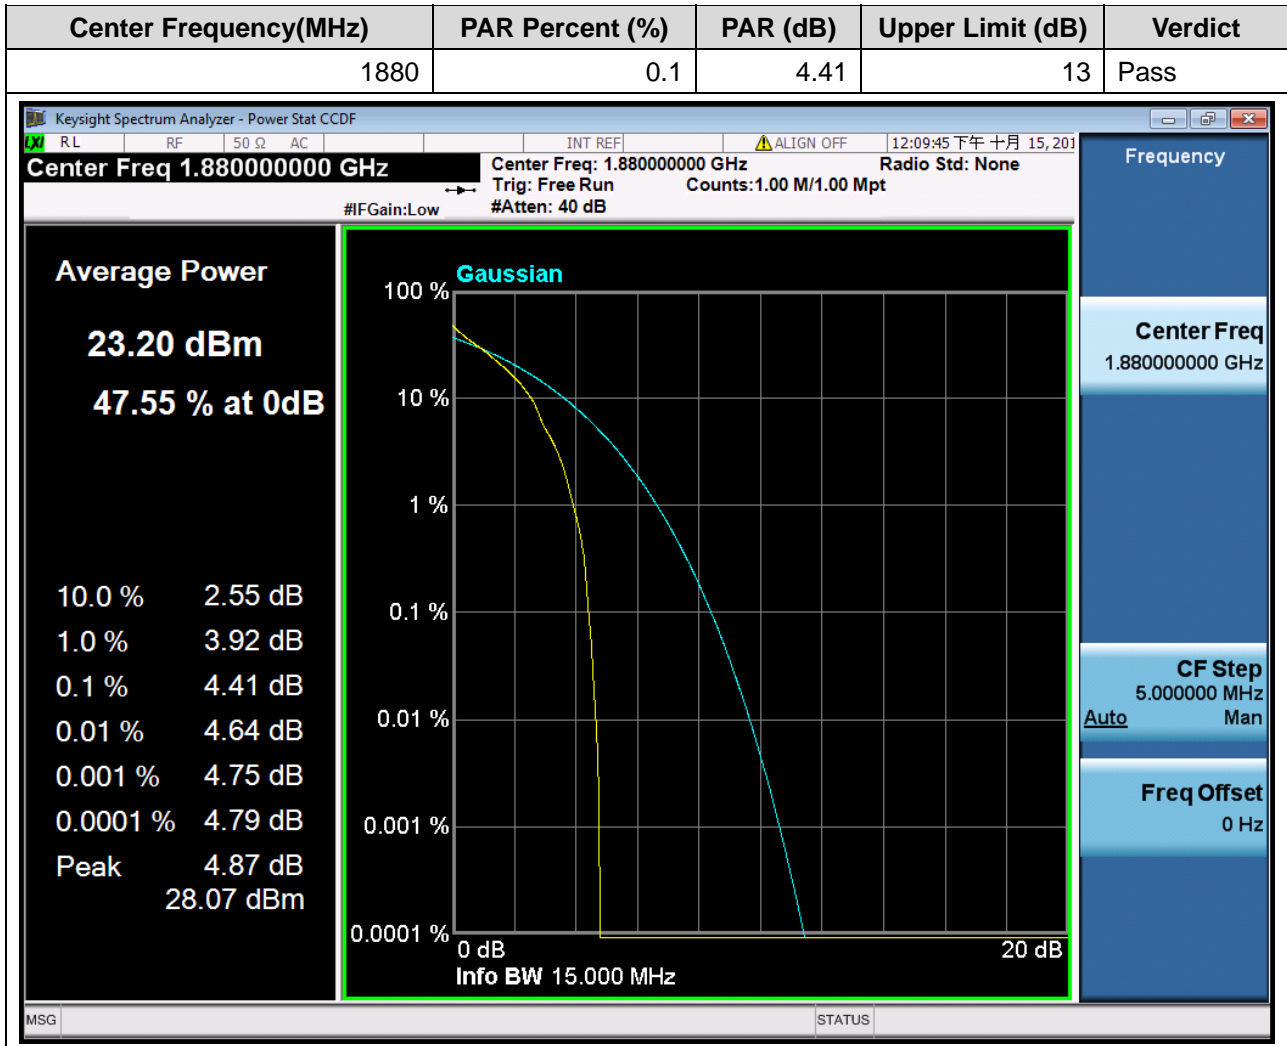 Center Frequency(MHz) PAR Percent (%) PAR (dB) Upper Limit (dB) Verdict
1880 0.1 4.41 13 Pass
Keysight Spectrum Analyzer - Power Stat CCDF
LXI RL RF 50 Ω AC INT REF ALIGN OFF 12:09:45 下午 十月 15, 201
Center Freq 1.880000000 GHz
Center Freq: 1.880000000 GHz Radio Std: None
Trig: Free Run Counts:1.00 M/1.00 Mpt
#IFGain:Low #Atten: 40 dB
Average Power
23.20 dBm
47.55 % at 0dB
10.0 % 2.55 dB
1.0 % 3.92 dB
0.1 % 4.41 dB
0.01 % 4.64 dB
0.001 % 4.75 dB
0.0001 % 4.79 dB
Peak 4.87 dB
28.07 dBm
Gaussian
100 %
10 %
1 %
0.1 %
0.01 %
0.001 %
0.0001 %
0 dB 20 dB
Info BW 15.000 MHz
Frequency
Center Freq
1.880000000 GHz
CF Step
5.000000 MHz
Auto Man
Freq Offset
0 Hz
MSG STATUS